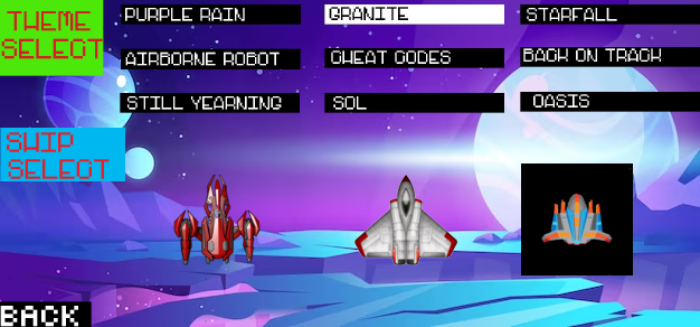 THEME
SELECT
PURPLE RAIN
GRANITE
STARFALL
AIRBORNE ROBOT
CHEAT CODES
BACK ON TRACK
STILL YEARNING
SOL
OASIS
SHIP
SELECT
BACK